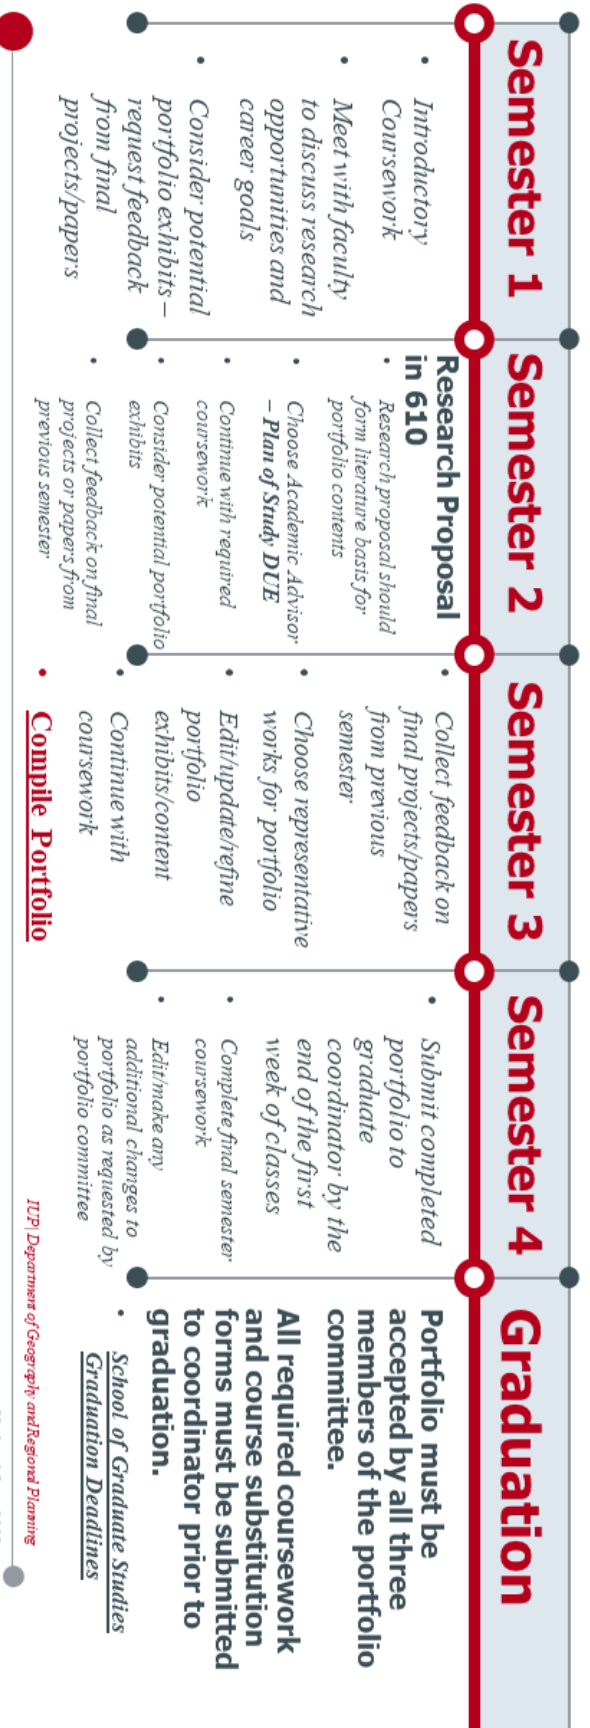 Semester 1
• Introductory
Coursework
• Meet with faculty
to discuss research
opportunities and
career goals
• Consider potential
portfolio exhibits –
request feedback
from final
projects/papers
Semester 2
Research Proposal
in 610
• Research proposal should
form literature basis for
portfolio contents
• Choose Academic Advisor
– Plan of Study DUE
• Continue with required
coursework
• Consider potential portfolio
exhibits
• Collect feedback on final
projects or papers from
previous semester
Semester 3
• Collect feedback on
final projects/papers
from previous
semester
• Choose representative
works for portfolio
• Edit/update/refine
portfolio
exhibits/content
• Continue with
coursework
• Compile Portfolio
Semester 4
• Submit completed
portfolio to
graduate
coordinator by the
end of the first
week of classes
• Complete final semester
coursework
• Edit/make any
additional changes to
portfolio as requested by
portfolio committee
Graduation
Portfolio must be
accepted by all three
members of the portfolio
committee.
All required coursework
and course substitution
forms must be submitted
to coordinator prior to
graduation.
• School of Graduate Studies
Graduation Deadlines
IUP| Department of Geography and Regional Planning